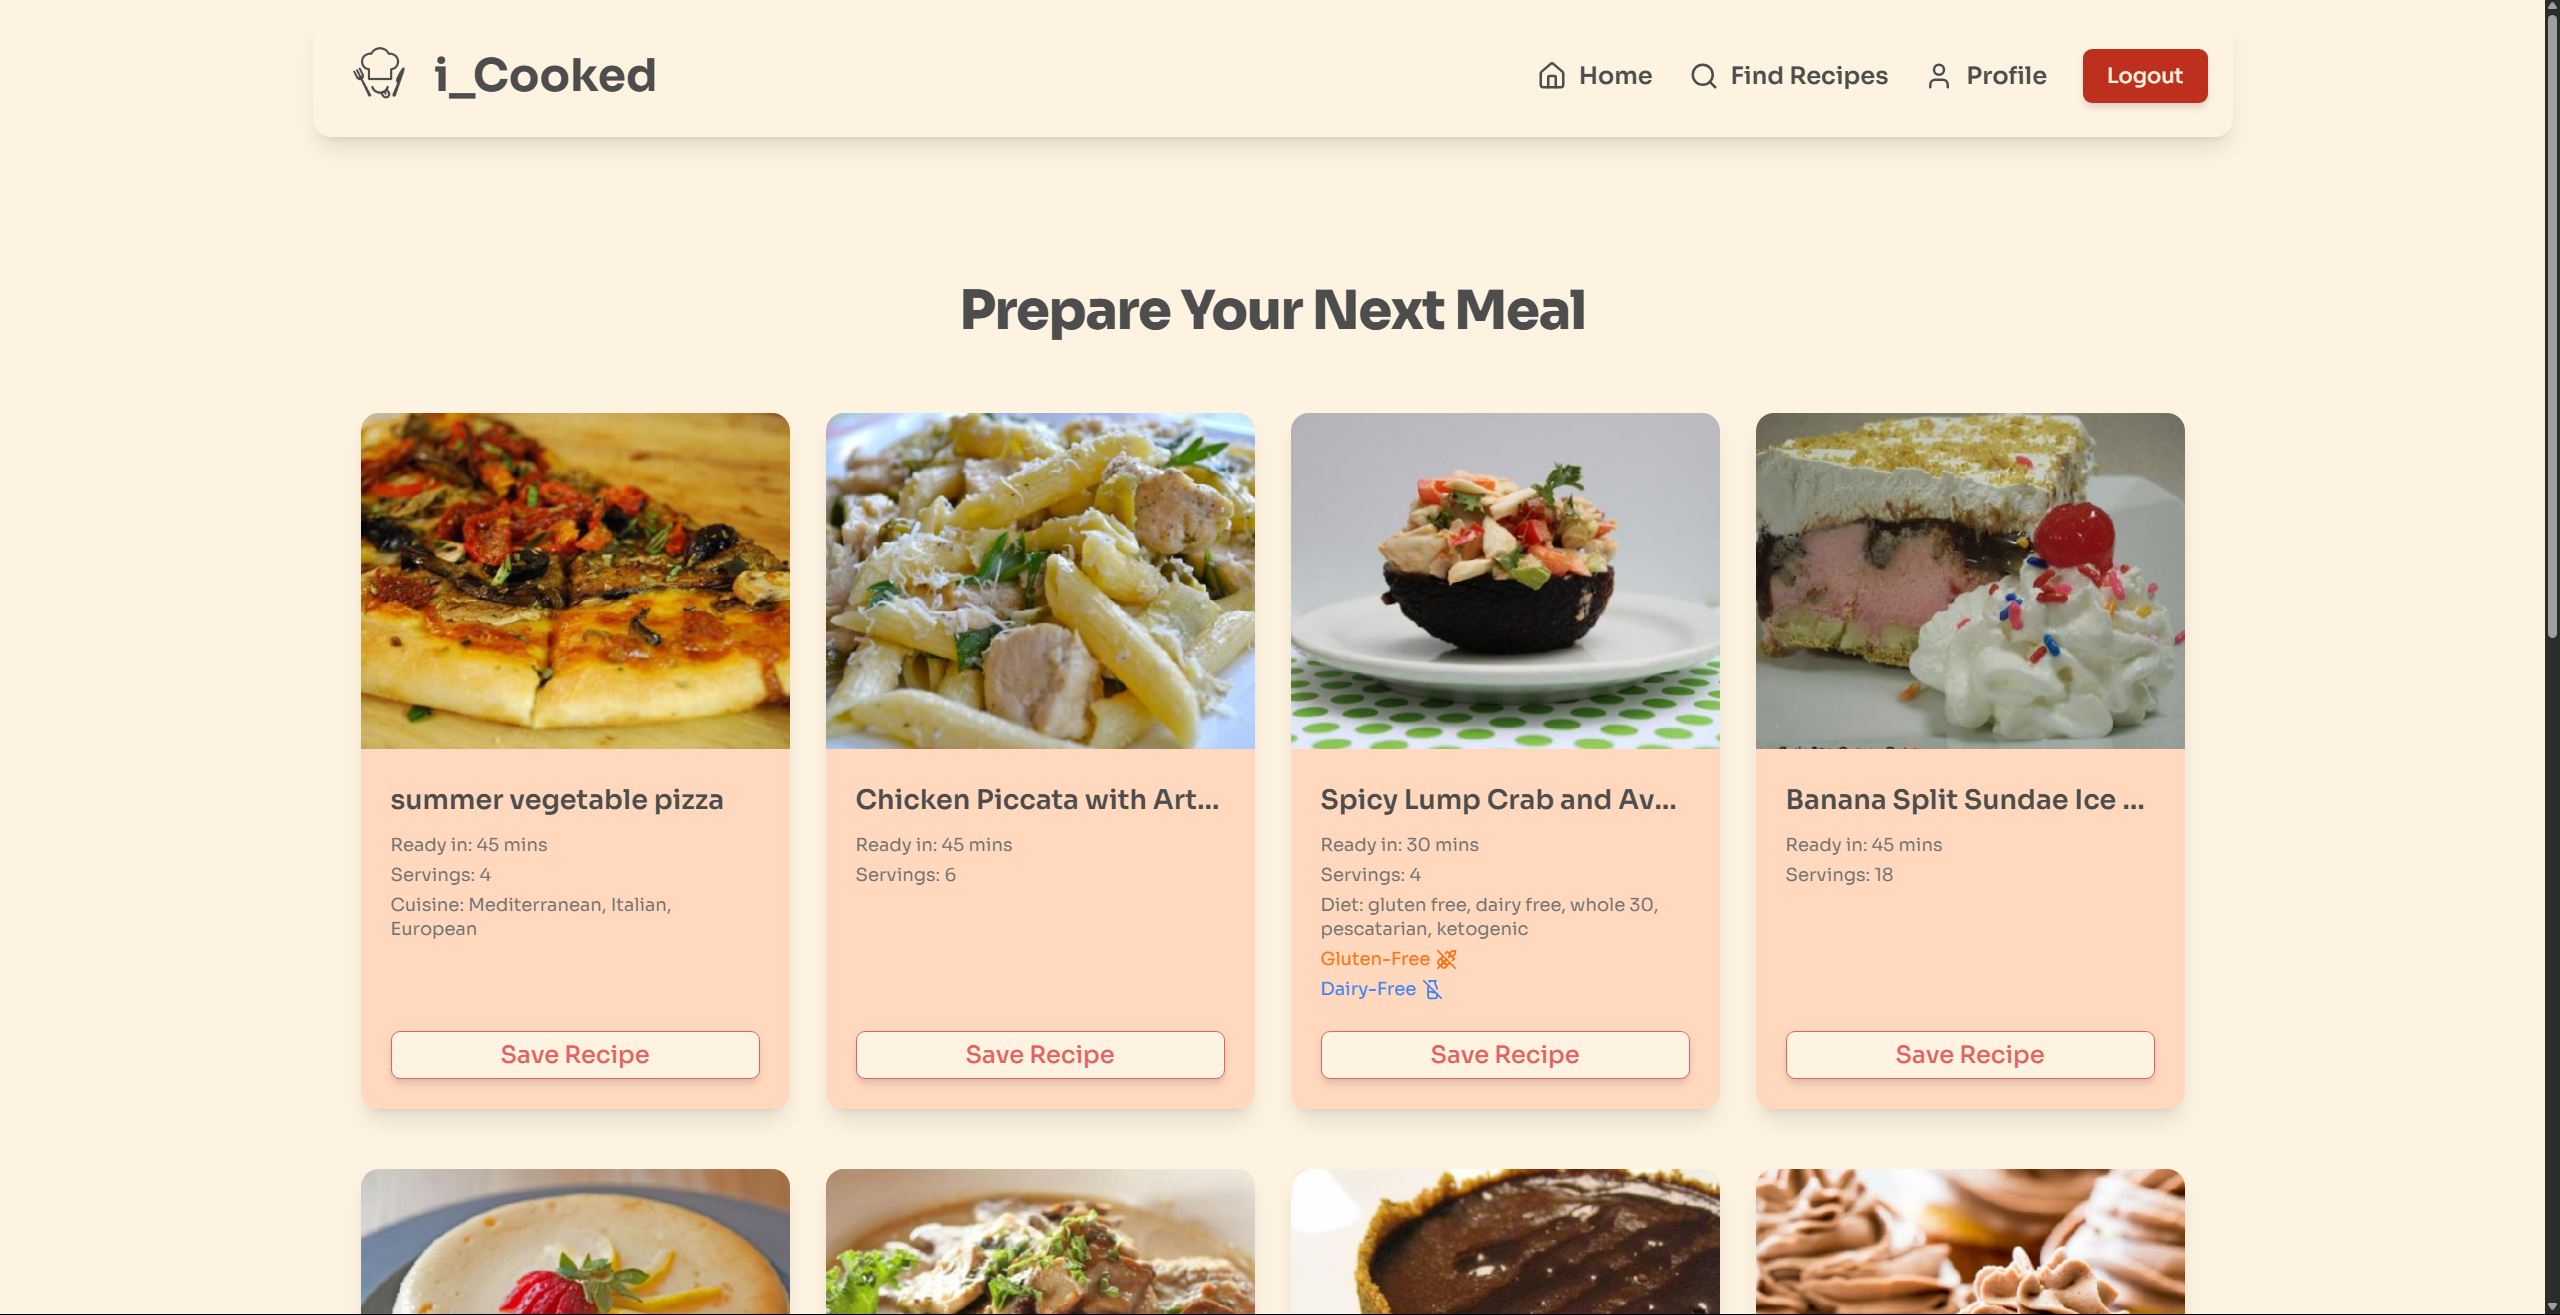 i_Cooked
Home
Find Recipes
Profile
Logout
Prepare Your Next Meal
summer vegetable pizza
Ready in: 45 mins
Servings: 4
Cuisine: Mediterranean, Italian,
European
Save Recipe
Chicken Piccata with Art...
Ready in: 45 mins
Servings: 6
Save Recipe
Spicy Lump Crab and Av...
Ready in: 30 mins
Servings: 4
Diet: gluten free, dairy free, whole 30,
pescatarian, ketogenic
Gluten-Free
Dairy-Free
Save Recipe
Banana Split Sundae Ice ...
Ready in: 45 mins
Servings: 18
Save Recipe